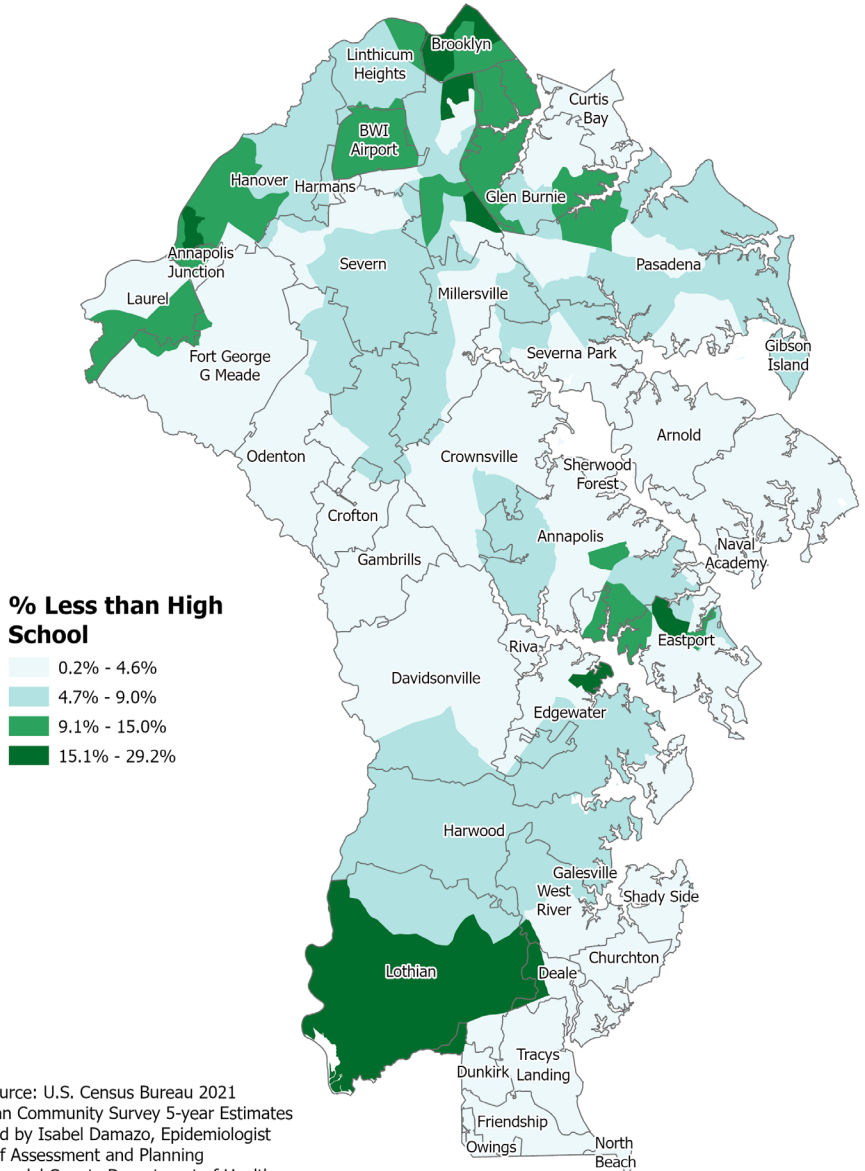 Brooklyn
Linthicum
Heights
Curtis
Bay
BWI
Airport
Hanover
Harmans
Glen Burnie
Annapolis
Junction
Severn
Pasadena
Laurel
Millersville
Fort George
G Meade
Severna Park
Gibson
Island
Arnold
Odenton
Crownsville
Sherwood
Forest
Crofton
Annapolis
Gambrills
Naval
Academy
% Less than High
School
0.2% - 4.6%
4.7% - 9.0%
9.1% - 15.0%
15.1% - 29.2%
Riva
Eastport
Davidsonville
Edgewater
Harwood
Galesville
West
River
Shady Side
Lothian
Deale
Churchton
Tracys
Landing
Dunkirk
Friendship
Owings
North
Beach
urce: U.S. Census Bureau 2021
an Community Survey 5-year Estimates
d by Isabel Damazo, Epidemiologist
f Assessment and Planning